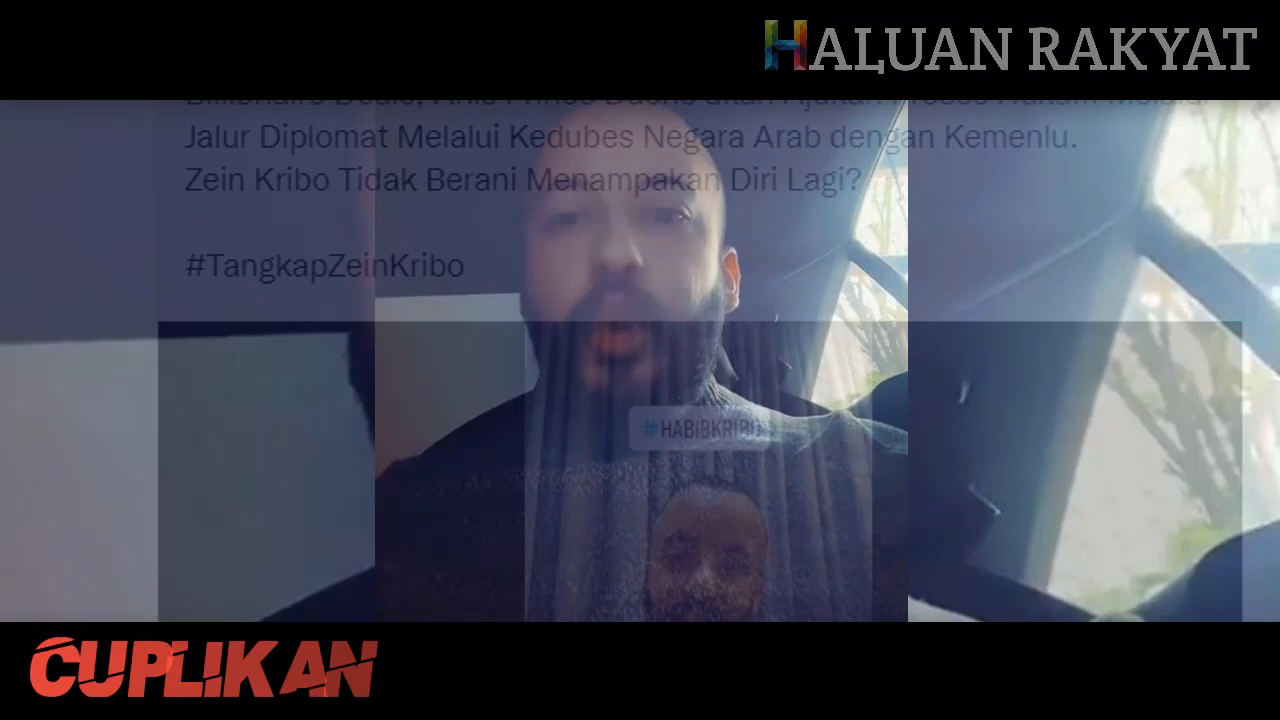 HALUAN RAKYAT
Jalur Diplomat Melalui Kedubes Negara Arab dengan Kemenlu.
Zein Kribo Tidak Berani Menampakan Diri Lagi?
#TangkapZeinKribo
#HABIBKRIBO
CUPLIKAN